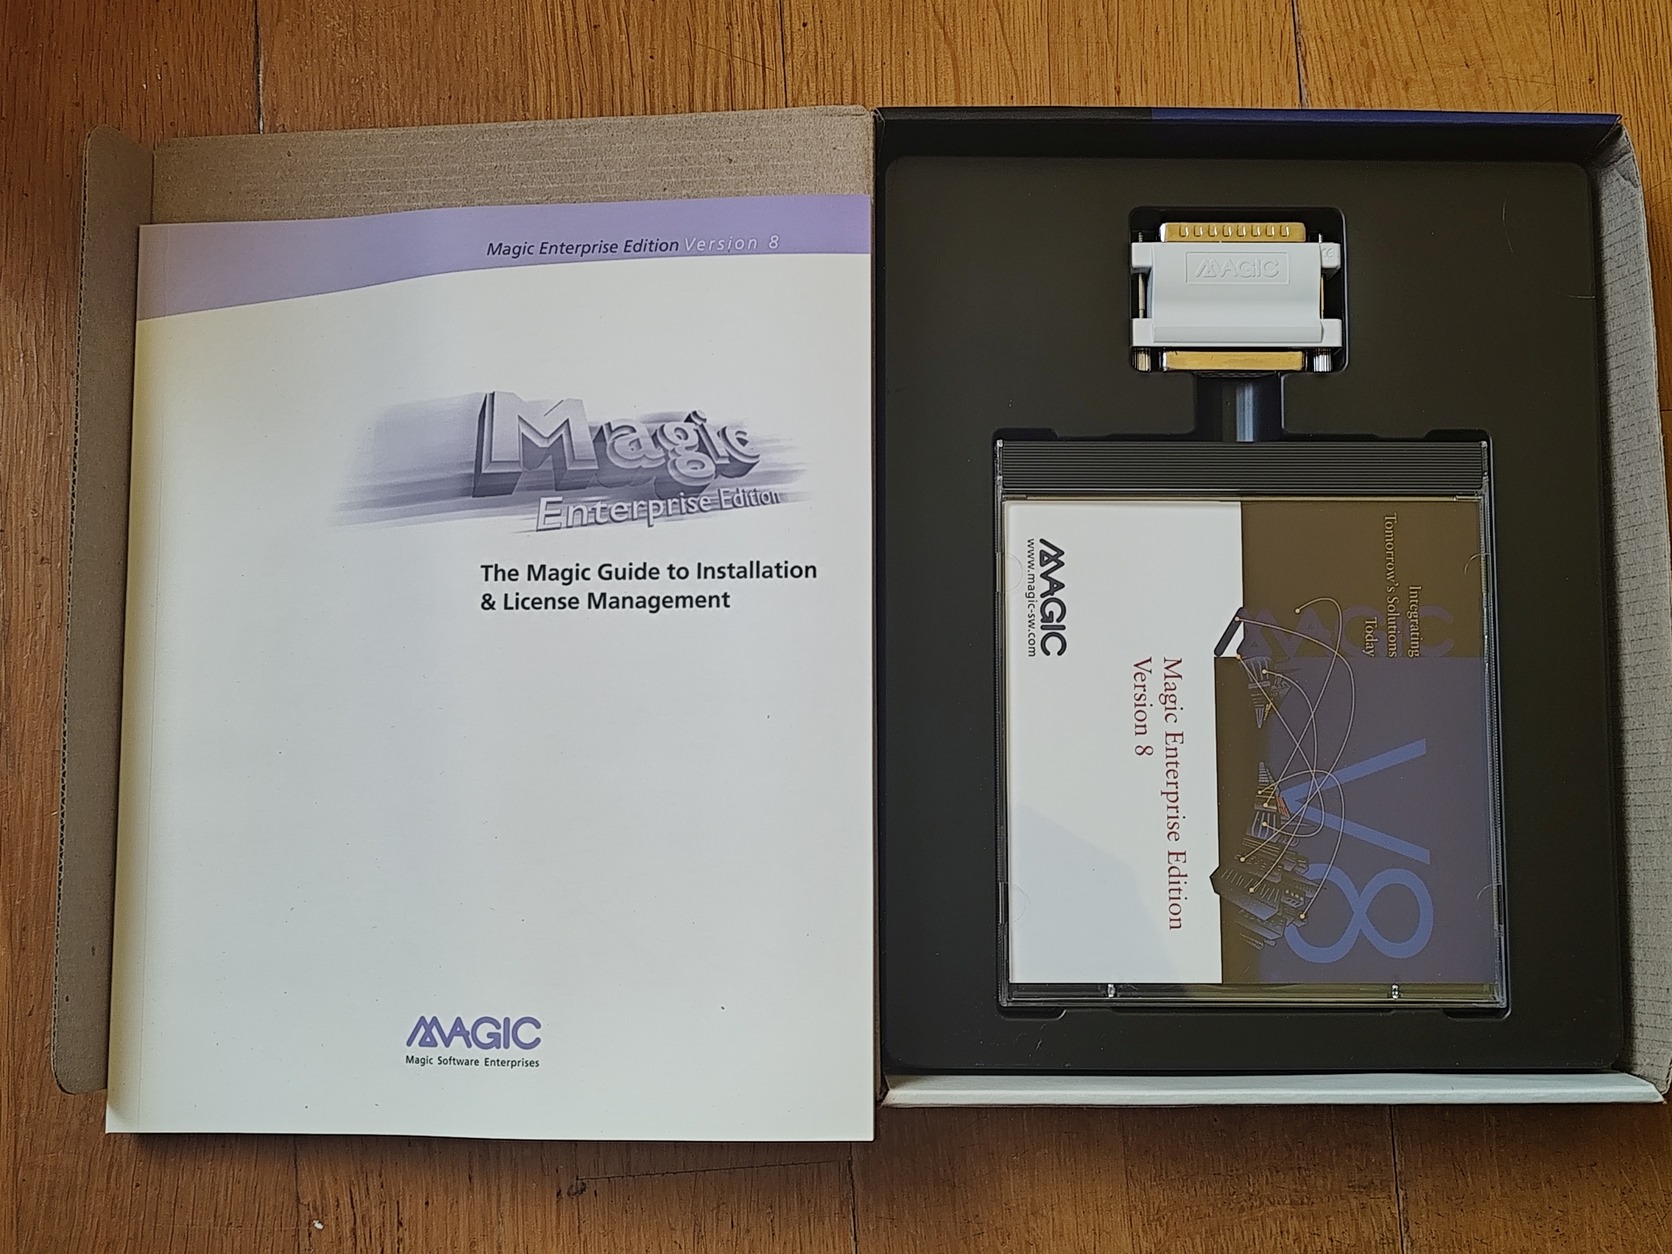 Magic Enterprise Edition Version 8
Magic
Enterprise Edition
The Magic Guide to Installation
& License Management
MAGIC
Magic Software Enterprises
MAGIC
MAGIC
www.magic-sw.com
Magic Enterprise Edition
Version 8
Integrating
Tomorrow's Solutions
Today
MAGIC
V8